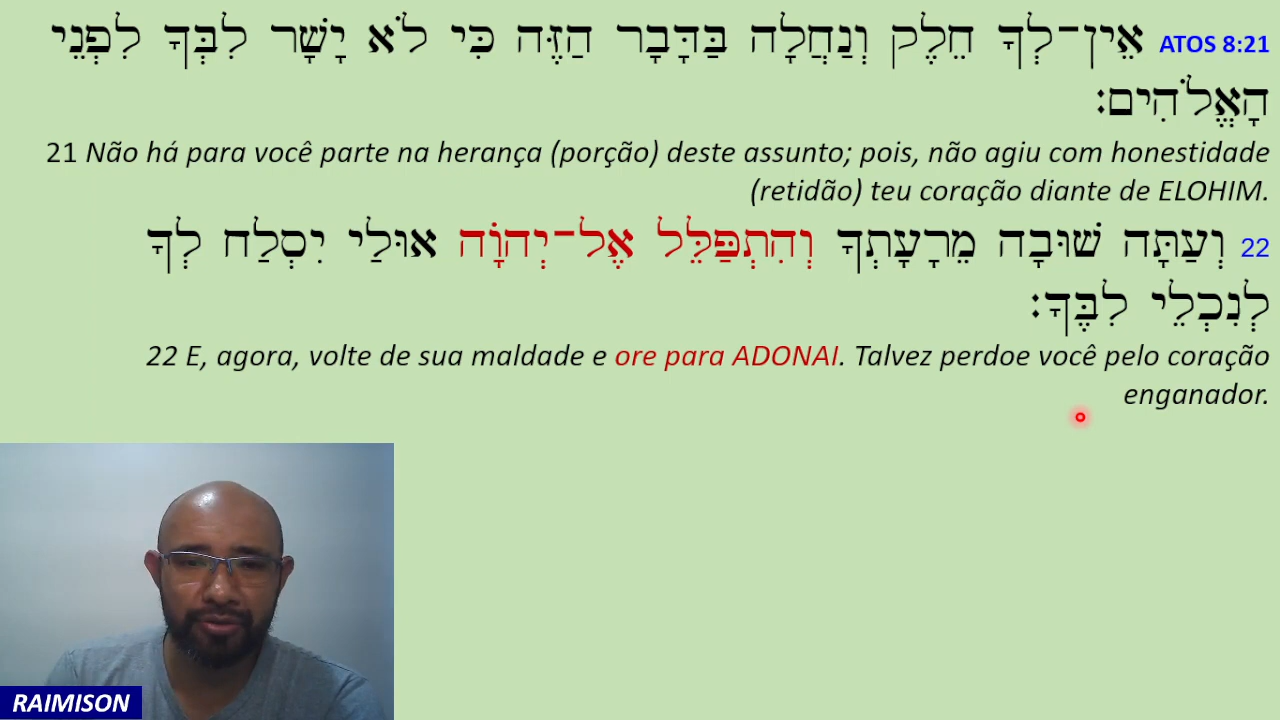 ATOS 8:21 אֵין־לְךָ חֵלֶק וְנַחֲלָה בַּדָּבָר הַזֶּה כִּי לֹא יָשָׁר לִבְּךָ לִפְנֵי
הָאֱלֹהִים׃
21 Não há para você parte na herança (porção) deste assunto; pois, não agiu com honestidade
(retidão) teu coração diante de ELOHIM.
22 וְעַתָּה שׁוּבָה מֵרָעָתְךָ וְהִתְפַּלֵּל אֶל־יְהוָֹה אוּלַי יִסְלַח לְךָ
לְנִכְלֵי לִבֶּךָ׃
22 E, agora, volte de sua maldade e ore para ADONAI. Talvez perdoe você pelo coração
enganador.
RAIMISON